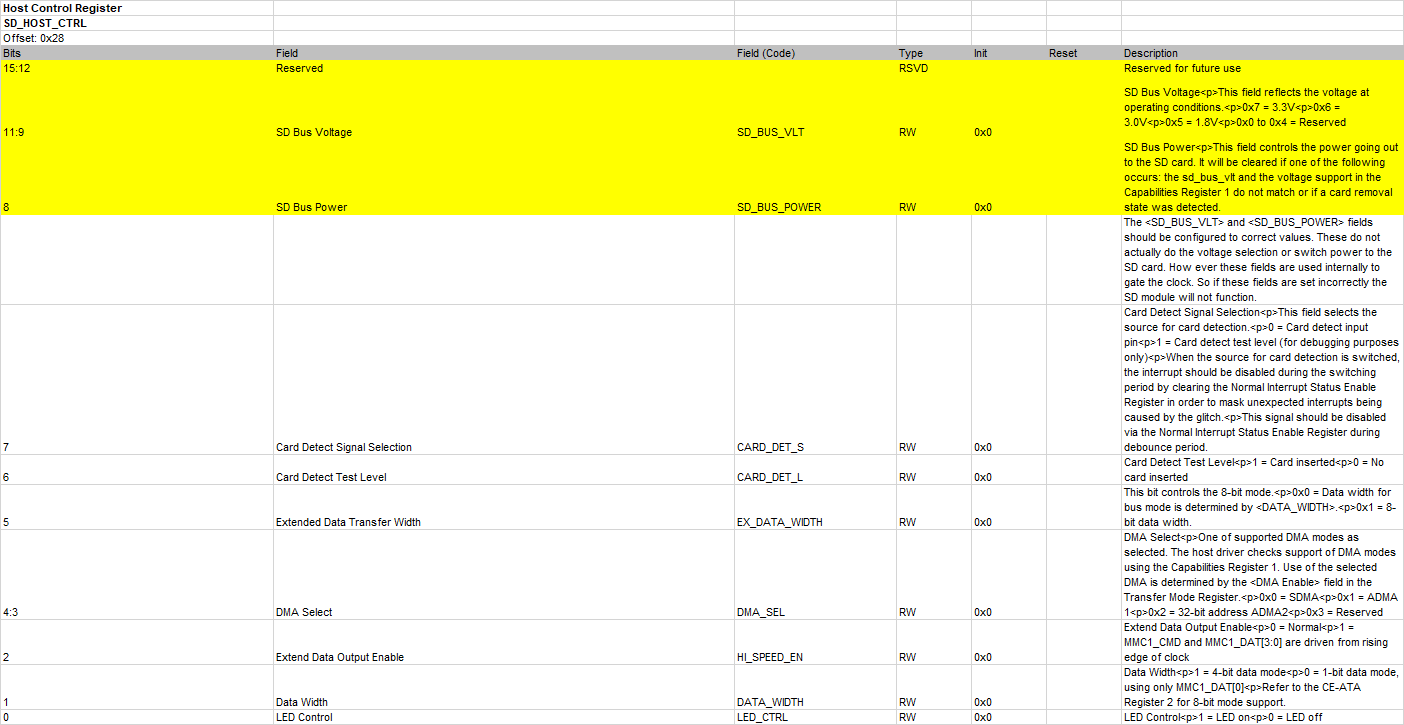 Host Control Register
SD_HOST_CTRL
Offset: 0x28
Bits Field Field (Code) Type Init Reset Description
15:12 Reserved RSVD Reserved for future use
SD Bus Voltage<p>This field reflects the voltage at
operating conditions.<p>0x7 = 3.3V<p>0x6 =
3.0V<p>0x5 = 1.8V<p>0x0 to 0x4 = Reserved
11:9 SD Bus Voltage SD_BUS_VLT RW 0x0
SD Bus Power<p>This field controls the power going out
to the SD card. It will be cleared if one of the following
occurs: the sd_bus_vlt and the voltage support in the
Capabilities Register 1 do not match or if a card removal
8 SD Bus Power SD_BUS_POWER RW 0x0 state was detected.
The <SD_BUS_VLT> and <SD_BUS_POWER> fields
should be configured to correct values. These do not
actually do the voltage selection or switch power to the
SD card. How ever these fields are used internally to
gate the clock. So if these fields are set incorrectly the
SD module will not function.
Card Detect Signal Selection<p>This field selects the
source for card detection.<p>0 = Card detect input
pin<p>1 = Card detect test level (for debugging purposes
only)<p>When the source for card detection is switched,
the interrupt should be disabled during the switching
period by clearing the Normal Interrupt Status Enable
Register in order to mask unexpected interrupts being
caused by the glitch.<p>This signal should be disabled
via the Normal Interrupt Status Enable Register during
7 Card Detect Signal Selection CARD_DET_S RW 0x0 debounce period.
Card Detect Test Level<p>1 = Card inserted<p>0 = No
6 Card Detect Test Level CARD_DET_L RW 0x0 card inserted
This bit controls the 8-bit mode.<p>0x0 = Data width for
bus mode is determined by <DATA_WIDTH>.<p>0x1 = 8-
5 Extended Data Transfer Width EX_DATA_WIDTH RW 0x0 bit data width.
DMA Select<p>One of supported DMA modes as
selected. The host driver checks support of DMA modes
using the Capabilities Register 1. Use of the selected
DMA is determined by the <DMA Enable> field in the
Transfer Mode Register.<p>0x0 = SDMA<p>0x1 = ADMA
4:3 DMA Select DMA_SEL RW 0x0 1<p>0x2 = 32-bit address ADMA2<p>0x3 = Reserved
Extend Data Output Enable<p>0 = Normal<p>1 =
MMC1_CMD and MMC1_DAT[3:0] are driven from rising
2 Extend Data Output Enable HI_SPEED_EN RW 0x0 edge of clock
Data Width<p>1 = 4-bit data mode<p>0 = 1-bit data mode,
using only MMC1_DAT[0]<p>Refer to the CE-ATA
1 Data Width DATA_WIDTH RW 0x0 Register 2 for 8-bit mode support.
0 LED Control LED_CTRL RW 0x0 LED Control<p>1 = LED on<p>0 = LED off